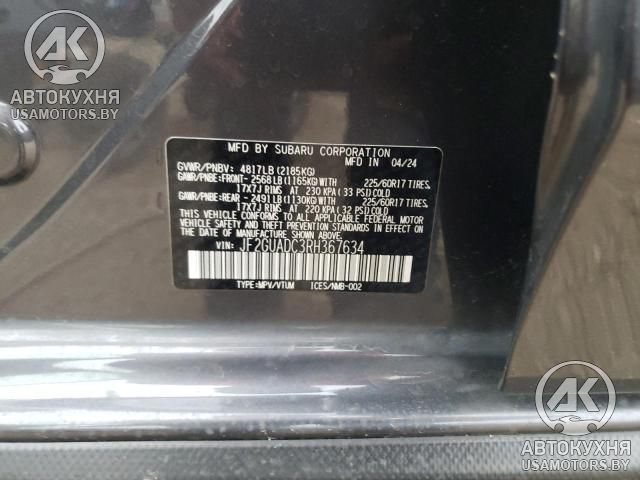 АК
АВТОКУХНЯ
USAMOTORS.BY
MFD BY SUBARU CORPORATION
GVWR/PNBV: 4817LB(2185KG) MFD IN 04/24
GAWR/PNBE:FRONT-2568LB(1165KG)WITH 225/60R17 TIRES,
17X7J RIMS AT 230 KPA(33 PSI)COLD
GAWR/PNBE:REAR -2491LB(1130KG)WITH 225/60R17 TIRES,
17X7J RIMS AT 220 KPA(32 PSI)COLD
THIS VEHICLE CONFORMS TO ALL APPLICABLE FEDERAL MOTOR
VEHICLE SAFETY AND THEFT PREVENTION STANDARDS IN EFFECT
ON THE DATE OF MANUFACTURE SHOWN ABOVE.
VIN: JF2GUADC3RH367634
TYPE:MPV/VTUM ICES/NMB-002
АК
АВТОКУХНЯ
USAMOTORS.BY